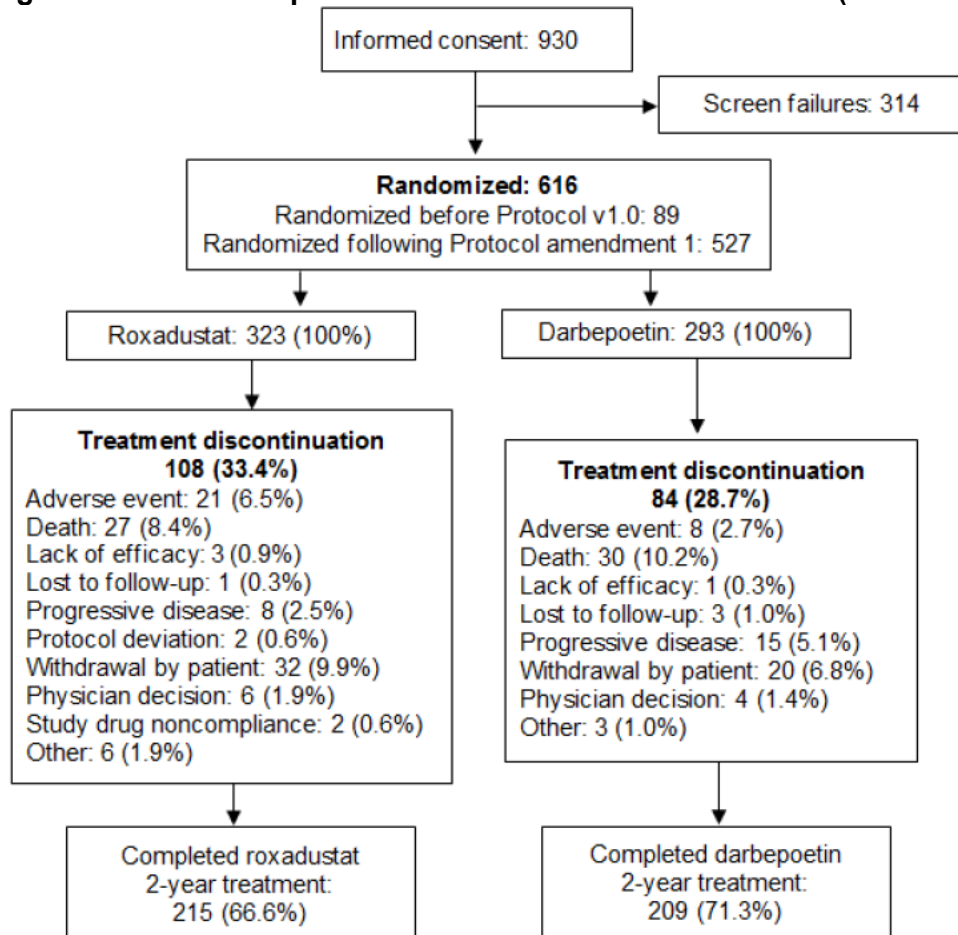 Informed consent: 930
Screen failures: 314
Randomized: 616
Randomized before Protocol v1.0: 89
Randomized following Protocol amendment 1: 527
Roxadustat: 323 (100%)
Darbepoetin: 293 (100%)
Treatment discontinuation
108 (33.4%)
Adverse event: 21 (6.5%)
Death: 27 (8.4%)
Lack of efficacy: 3 (0.9%)
Lost to follow-up: 1 (0.3%)
Progressive disease: 8 (2.5%)
Protocol deviation: 2 (0.6%)
Withdrawal by patient: 32 (9.9%)
Physician decision: 6 (1.9%)
Study drug noncompliance: 2 (0.6%)
Other: 6 (1.9%)
Treatment discontinuation
84 (28.7%)
Adverse event: 8 (2.7%)
Death: 30 (10.2%)
Lack of efficacy: 1 (0.3%)
Lost to follow-up: 3 (1.0%)
Progressive disease: 15 (5.1%)
Withdrawal by patient: 20 (6.8%)
Physician decision: 4 (1.4%)
Other: 3 (1.0%)
Completed roxadustat
2-year treatment:
215 (66.6%)
Completed darbepoetin
2-year treatment:
209 (71.3%)